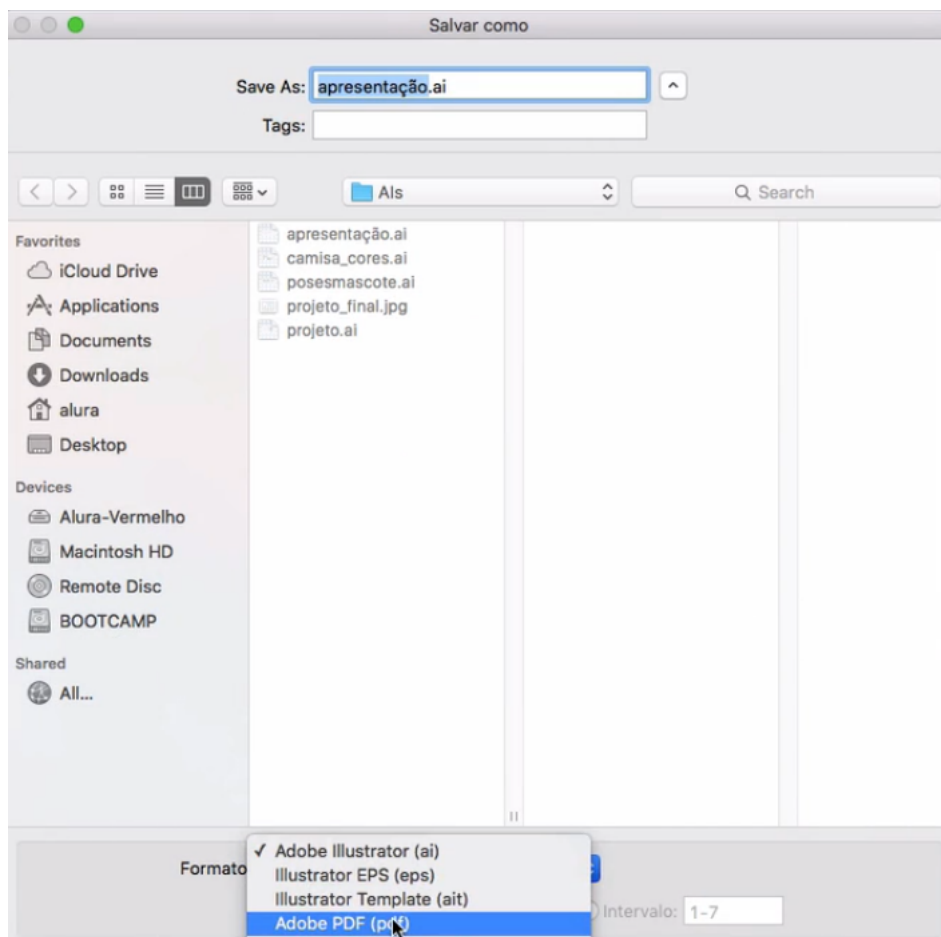 Salvar como
Save As: apresentação.ai
Tags:
AIs
Search
Favorites
iCloud Drive
Applications
Documents
Downloads
alura
Desktop
Devices
Alura-Vermelho
Macintosh HD
Remote Disc
BOOTCAMP
Shared
All...
apresentação.ai
camisa_cores.ai
posesmascote.ai
projeto_final.jpg
projeto.ai
Formato
✓ Adobe Illustrator (ai)
Illustrator EPS (eps)
Illustrator Template (ait)
Adobe PDF (pdf)
Intervalo: 1-7